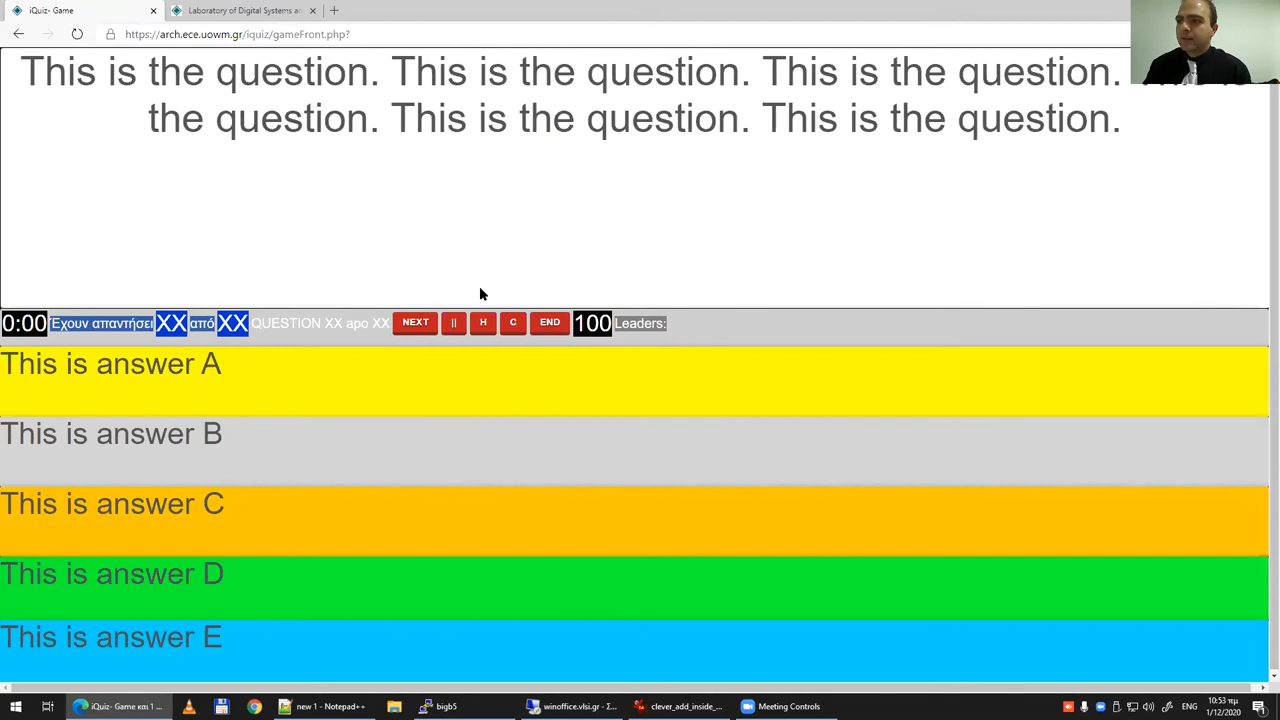 iQuiz- Game
Laboratory of Digital Systems a
https://arch.ece.uowm.gr/iquiz/gameFront.php?
This is the question. This is the question. This is the question.
the question. This is the question. This is the question.
0:00 Έχουν απαντήσει XX από XX QUESTION XX apo XX NEXT || H C END 100 Leaders:
This is answer A
This is answer B
This is answer C
This is answer D
This is answer E
iQuiz- Game και 1 ...
new 1 - Notepad++
bigb5
winoffice.vlsi.gr - Σ...
clever_add_inside_...
Meeting Controls
ENG
10:53 πμ
1/12/2020